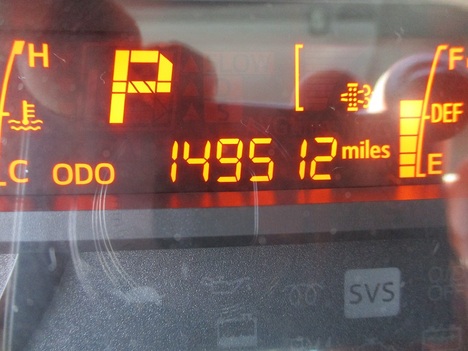 H F
P
DEF
149512 miles
C ODO E
SVS